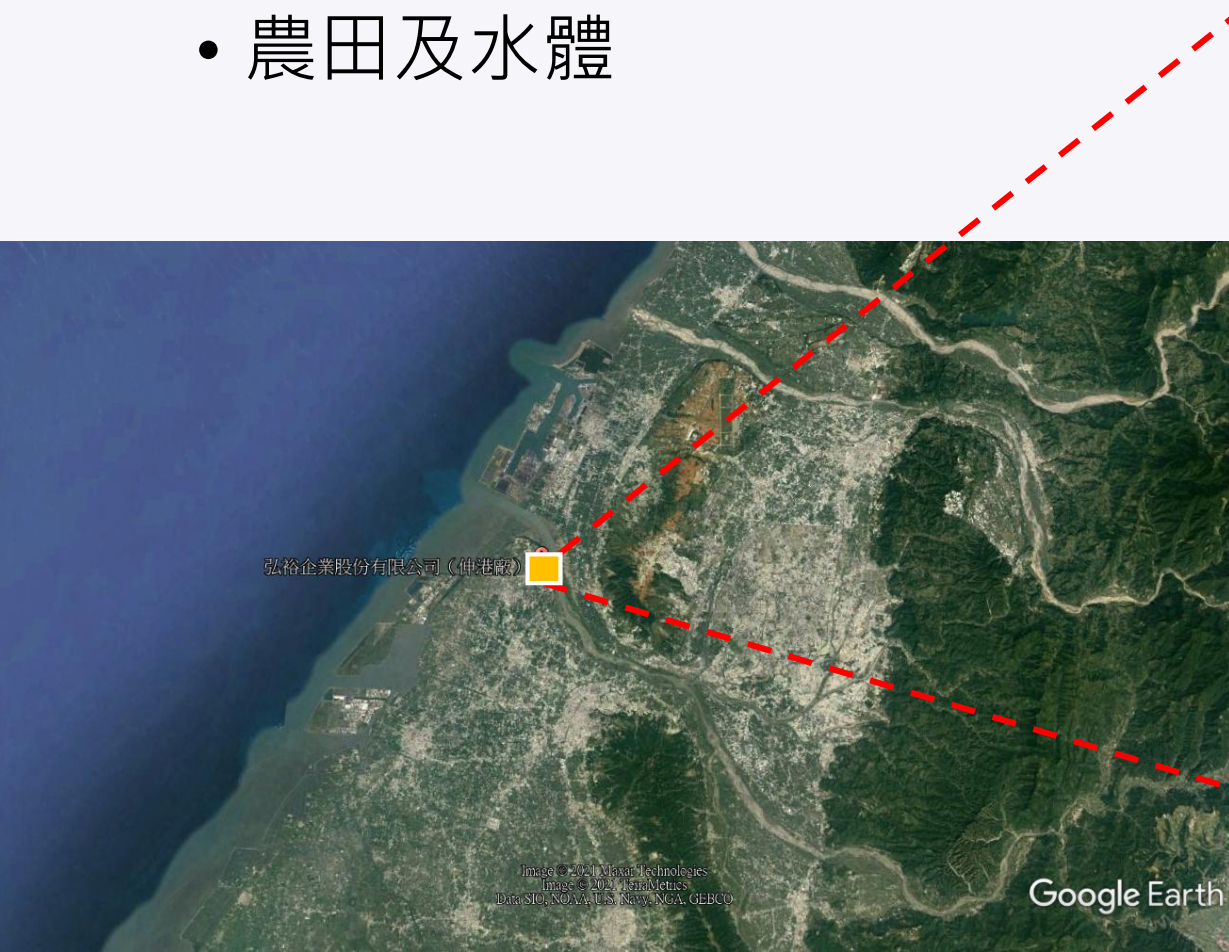 • 農田及水體
弘裕企業股份有限公司（伸港廠）
Image © 2021 Maxar Technologies
Image © 2021 TerraMetrics
Data SIO, NOAA, U.S. Navy, NGA, GEBCO
Google Earth